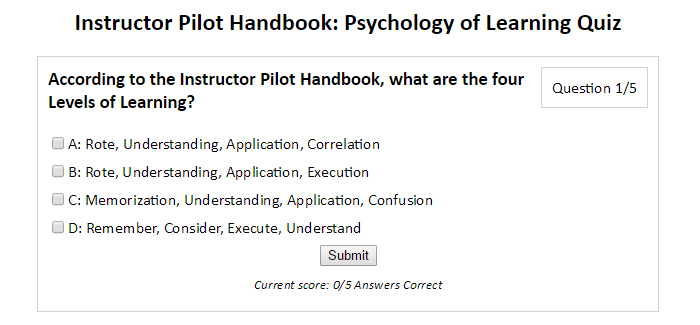 Instructor Pilot Handbook: Psychology of Learning Quiz
According to the Instructor Pilot Handbook, what are the four
Levels of Learning?
Question 1/5
A: Rote, Understanding, Application, Correlation
B: Rote, Understanding, Application, Execution
C: Memorization, Understanding, Application, Confusion
D: Remember, Consider, Execute, Understand
Submit
Current score: 0/5 Answers Correct